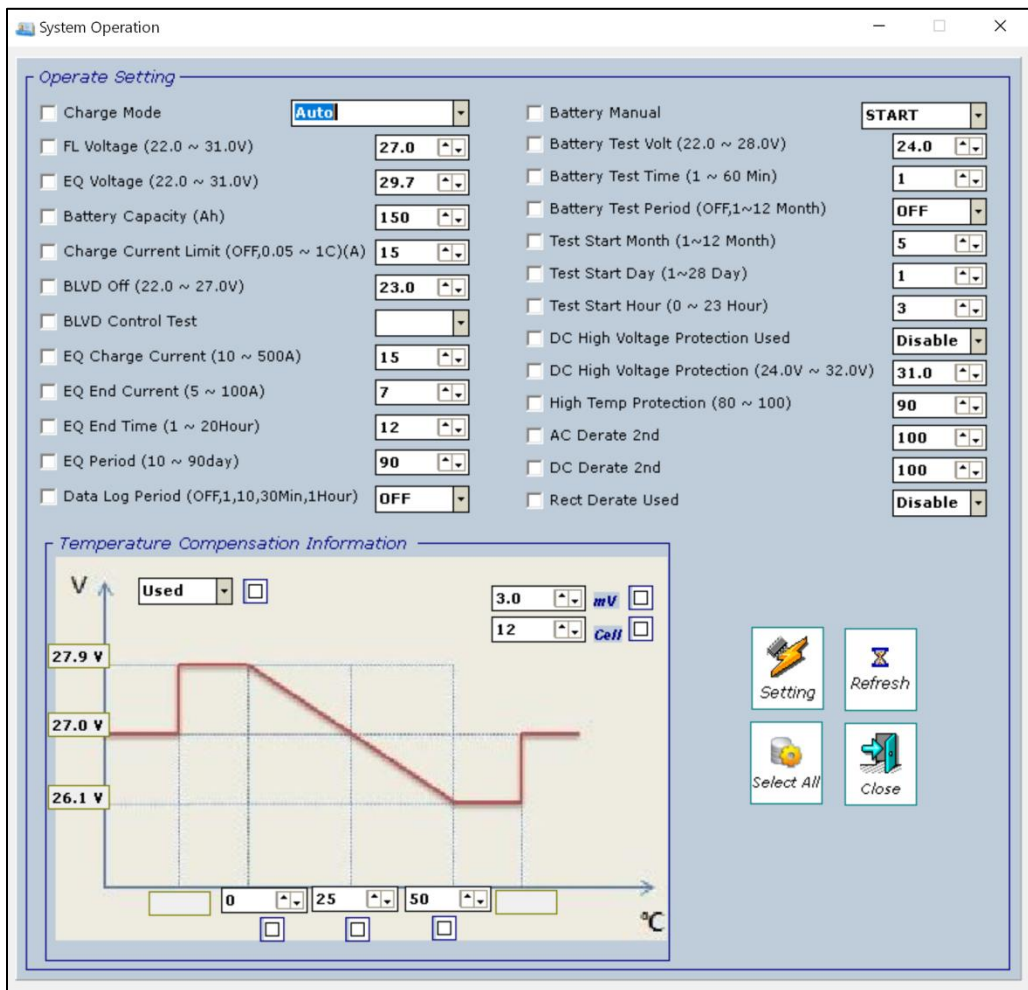 System Operation
Operate Setting
Charge Mode Auto
FL Voltage (22.0 ~ 31.0V) 27.0
EQ Voltage (22.0 ~ 31.0V) 29.7
Battery Capacity (Ah) 150
Charge Current Limit (OFF,0.05 ~ 1C)(A) 15
BLVD Off (22.0 ~ 27.0V) 23.0
BLVD Control Test
EQ Charge Current (10 ~ 500A) 15
EQ End Current (5 ~ 100A) 7
EQ End Time (1 ~ 20Hour) 12
EQ Period (10 ~ 90day) 90
Data Log Period (OFF,1,10,30Min,1Hour) OFF
Battery Manual START
Battery Test Volt (22.0 ~ 28.0V) 24.0
Battery Test Time (1 ~ 60 Min) 1
Battery Test Period (OFF,1~12 Month) OFF
Test Start Month (1~12 Month) 5
Test Start Day (1~28 Day) 1
Test Start Hour (0 ~ 23 Hour) 3
DC High Voltage Protection Used Disable
DC High Voltage Protection (24.0V ~ 32.0V) 31.0
High Temp Protection (80 ~ 100) 90
AC Derate 2nd 100
DC Derate 2nd 100
Rect Derate Used Disable
Temperature Compensation Information
V Used
3.0 mV
12 Cell
27.9 V
27.0 V
26.1 V
0 25 50
ºC
Setting
Refresh
Select All
Close